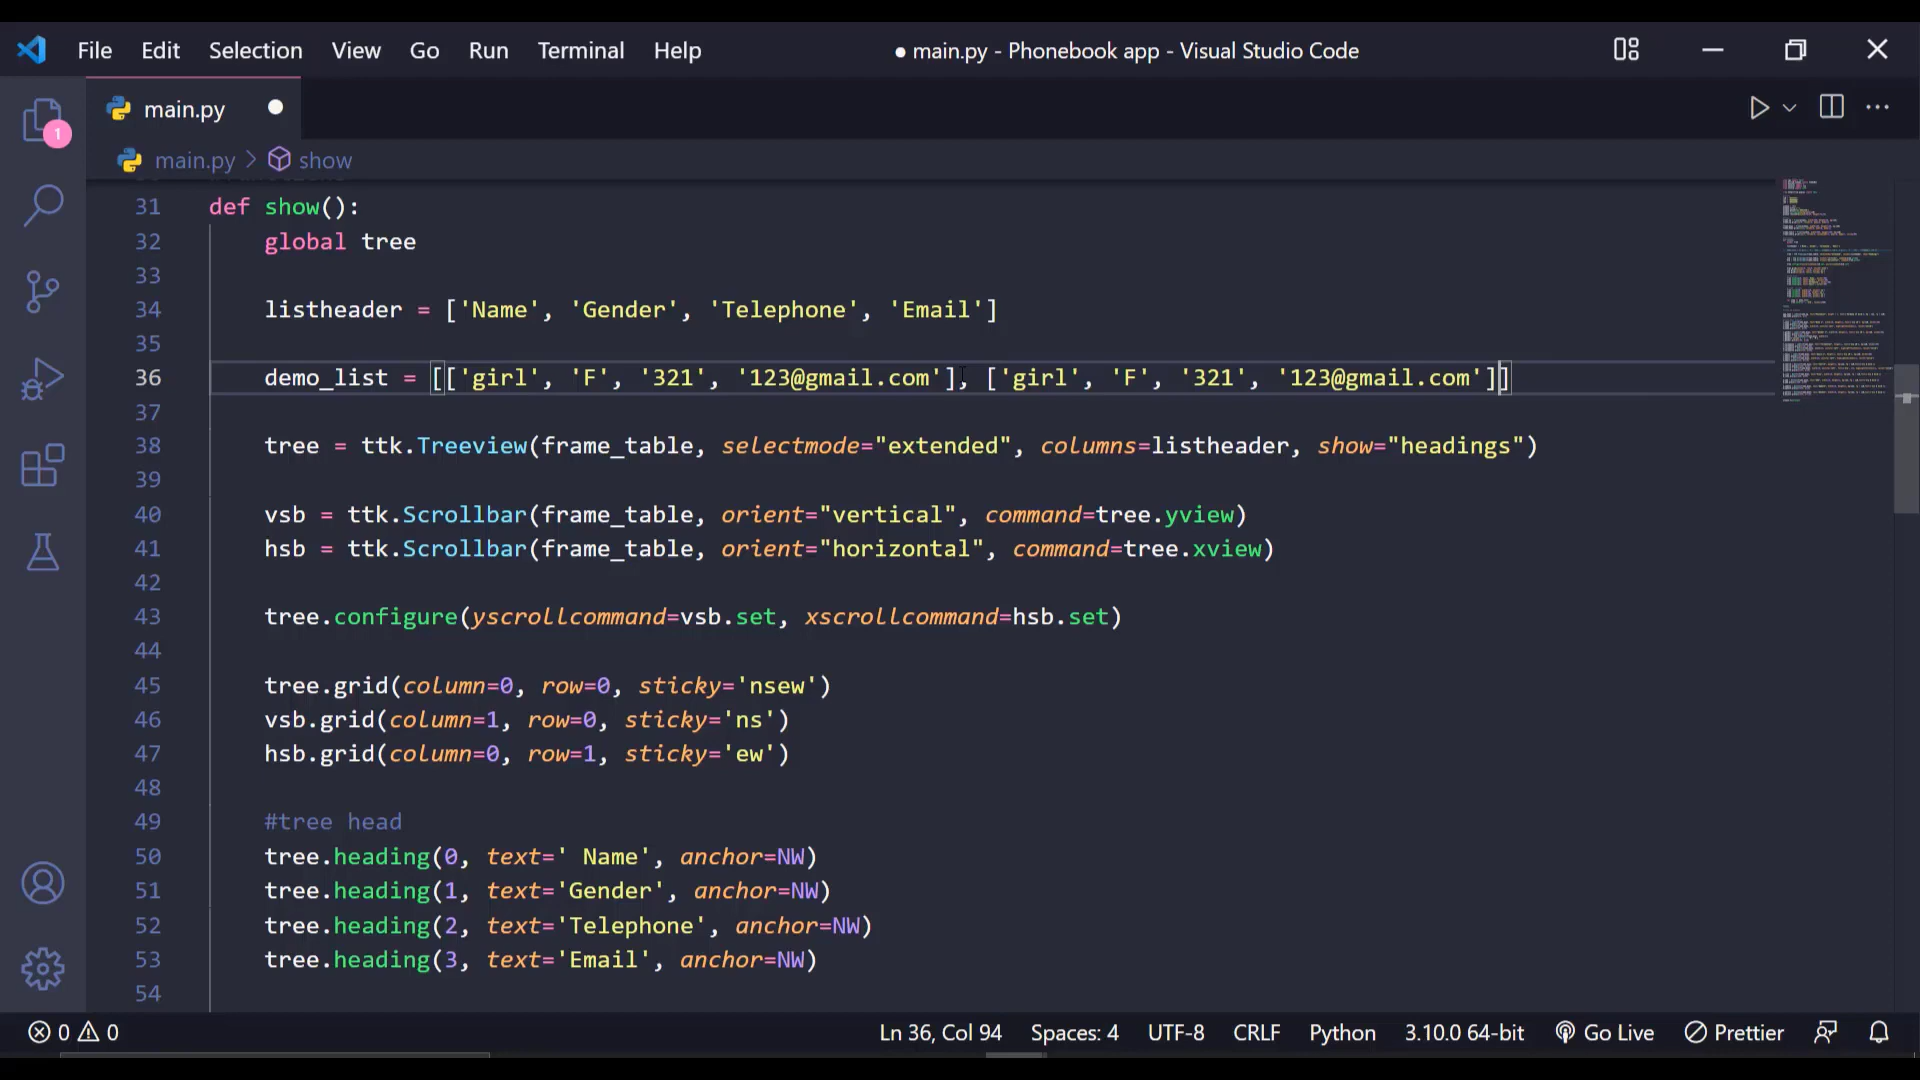 File Edit Selection View Go Run Terminal Help ● main.py - Phonebook app - Visual Studio Code
main.py
1
main.py > show
31 def show():
32 global tree
33
34 listheader = ['Name', 'Gender', 'Telephone', 'Email']
35
36 demo_list = [['girl', 'F', '321', '123@gmail.com'], ['girl', 'F', '321', '123@gmail.com']]
37
38 tree = ttk.Treeview(frame_table, selectmode="extended", columns=listheader, show="headings")
39
40 vsb = ttk.Scrollbar(frame_table, orient="vertical", command=tree.yview)
41 hsb = ttk.Scrollbar(frame_table, orient="horizontal", command=tree.xview)
42
43 tree.configure(yscrollcommand=vsb.set, xscrollcommand=hsb.set)
44
45 tree.grid(column=0, row=0, sticky='nsew')
46 vsb.grid(column=1, row=0, sticky='ns')
47 hsb.grid(column=0, row=1, sticky='ew')
48
49 #tree head
50 tree.heading(0, text=' Name', anchor=NW)
51 tree.heading(1, text='Gender', anchor=NW)
52 tree.heading(2, text='Telephone', anchor=NW)
53 tree.heading(3, text='Email', anchor=NW)
54
0 0 Ln 36, Col 94 Spaces: 4 UTF-8 CRLF Python 3.10.0 64-bit Go Live Prettier